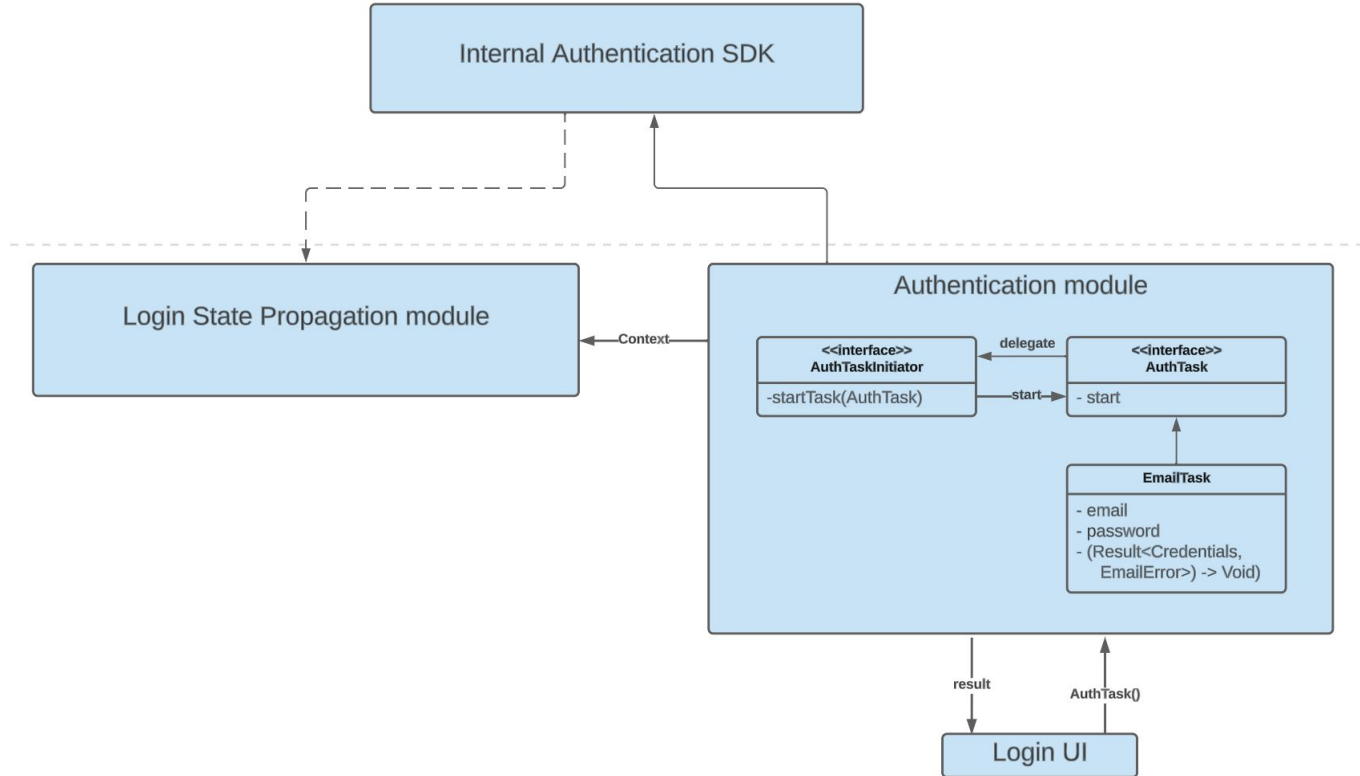 Internal Authentication SDK
Login State Propagation module
Context
Authentication module
<<interface>>
AuthTaskInitiator
-startTask(AuthTask)
delegate
start
<<interface>>
AuthTask
- start
EmailTask
- email
- password
- (Result<Credentials,
EmailError>) -> Void)
result
AuthTask()
Login UI